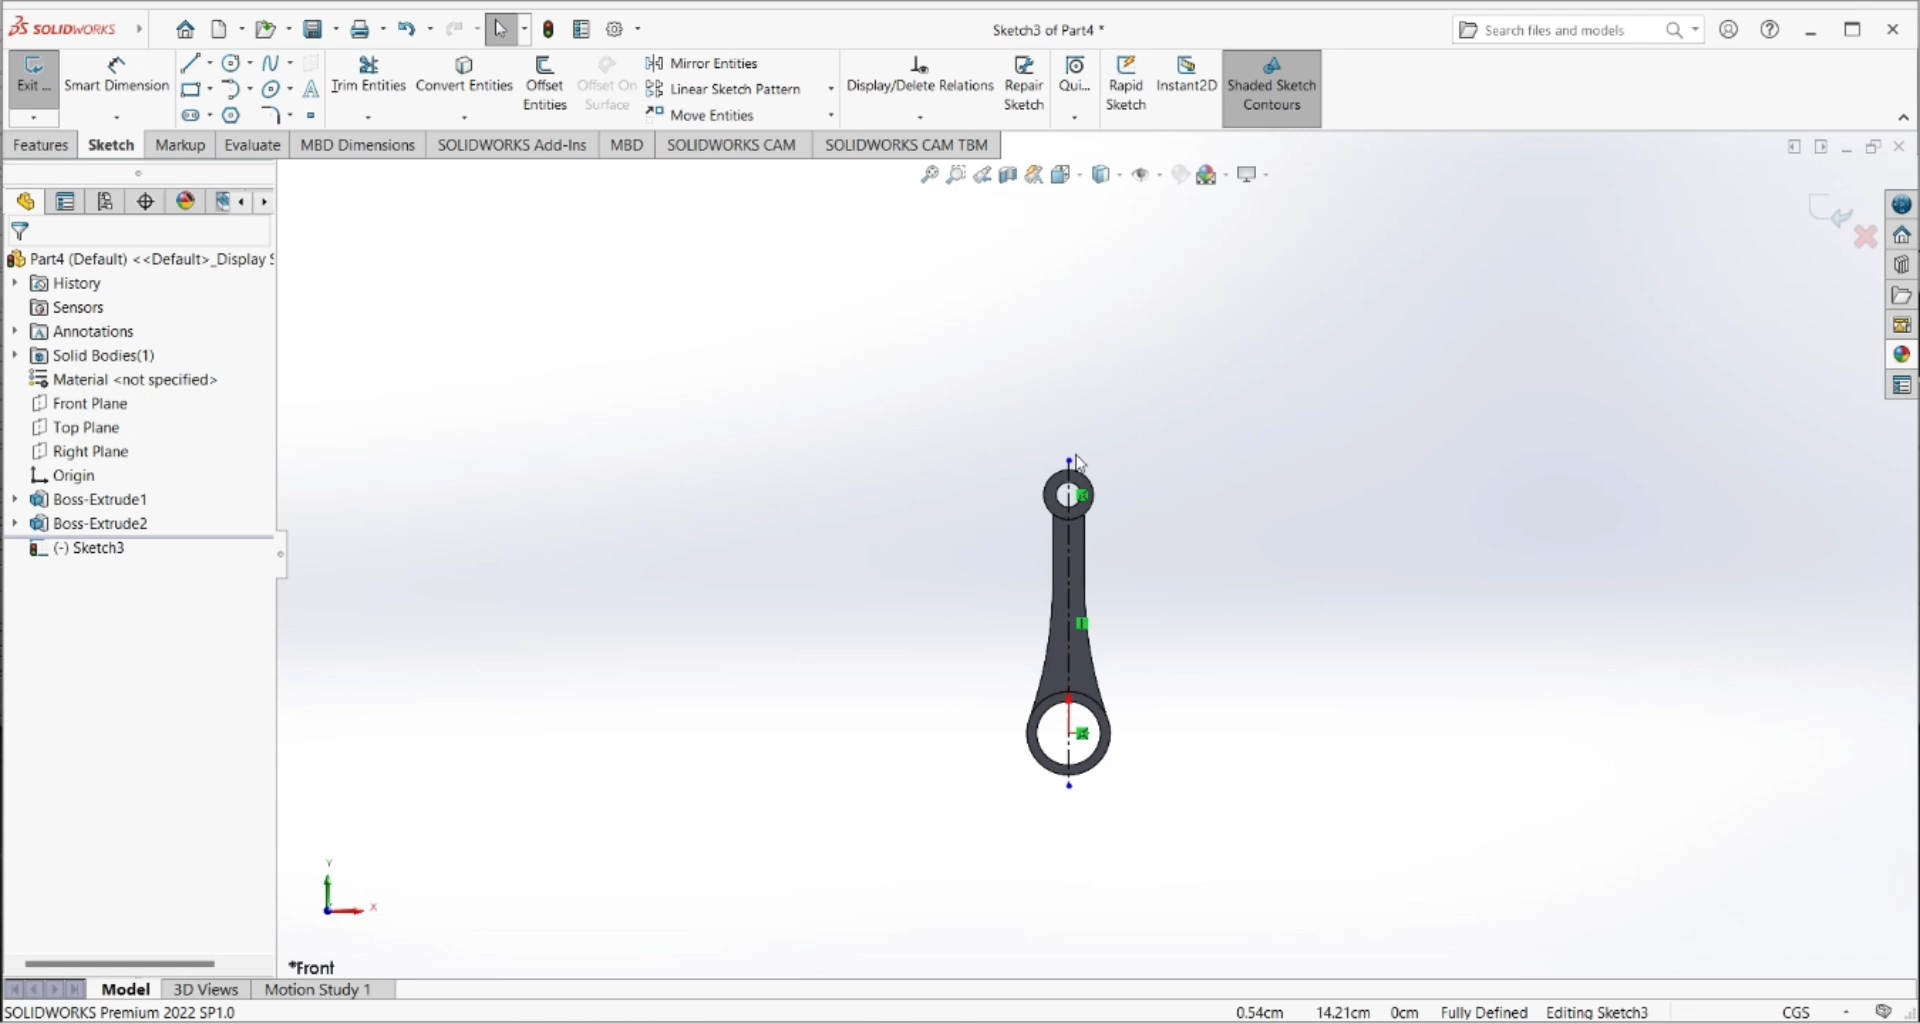 SOLIDWORKS
Sketch3 of Part4 *
Search files and models
Exit ...
Smart Dimension
Trim Entities
Convert Entities
Offset Entities
Offset On Surface
Mirror Entities
Linear Sketch Pattern
Move Entities
Display/Delete Relations
Repair Sketch
Qui...
Rapid Sketch
Instant2D
Shaded Sketch Contours
Features
Sketch
Markup
Evaluate
MBD Dimensions
SOLIDWORKS Add-Ins
MBD
SOLIDWORKS CAM
SOLIDWORKS CAM TBM
Part4 (Default) <<Default>_Display S
History
Sensors
Annotations
Solid Bodies(1)
Material <not specified>
Front Plane
Top Plane
Right Plane
Origin
Boss-Extrude1
Boss-Extrude2
(-) Sketch3
Y
X
*Front
Model
3D Views
Motion Study 1
SOLIDWORKS Premium 2022 SP1.0
0.54cm
14.21cm
0cm
Fully Defined
Editing Sketch3
CGS